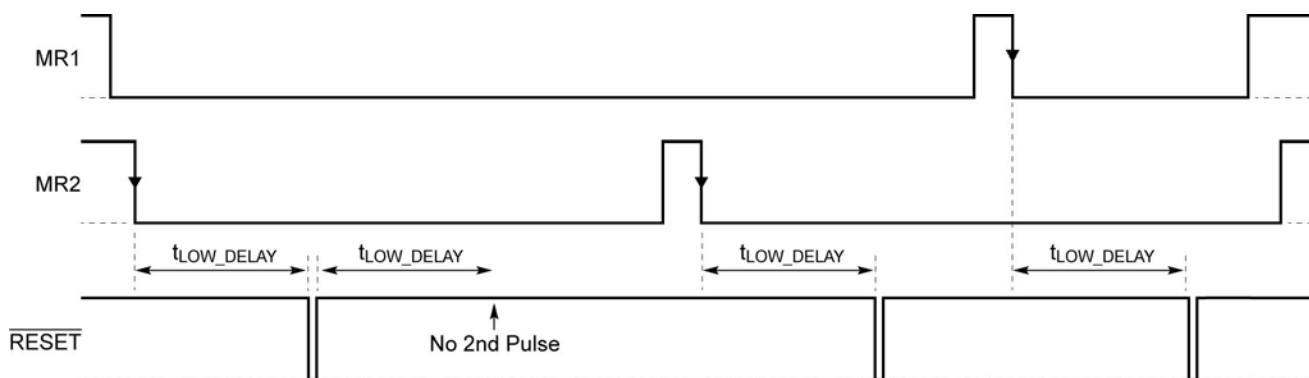 MR1
MR2
tLOW_DELAY tLOW_DELAY tLOW_DELAY tLOW_DELAY
RESET
No 2nd Pulse